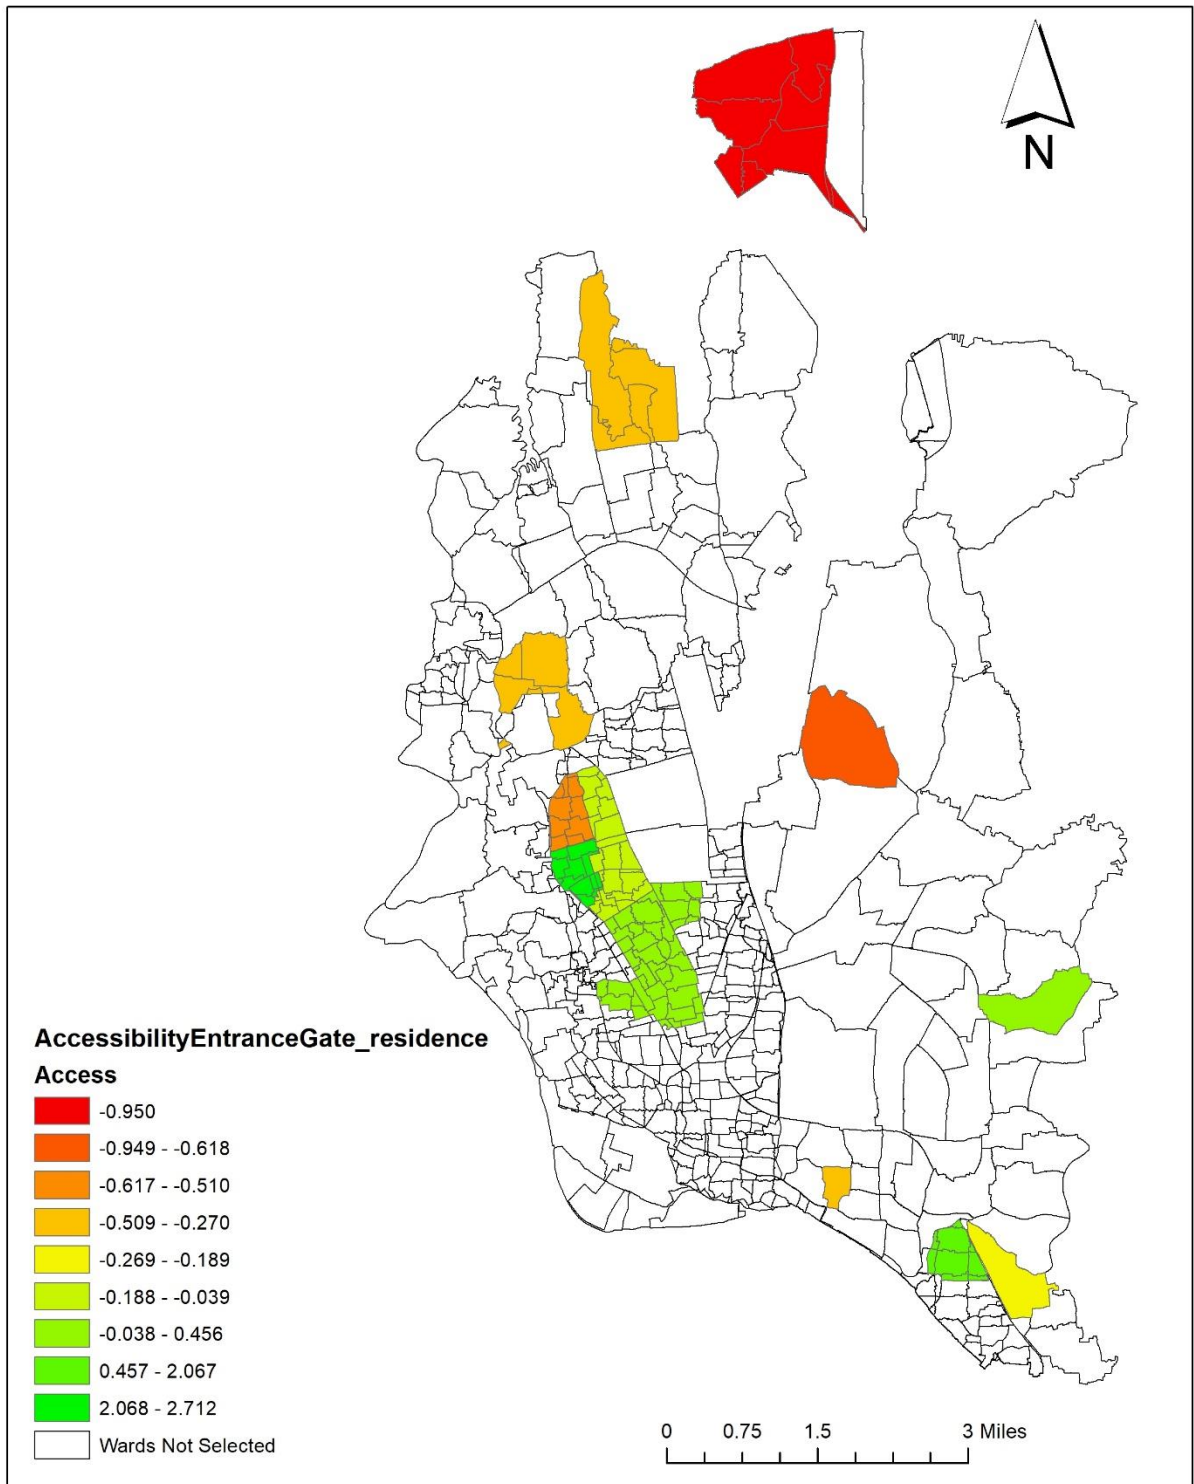 N
AccessibilityEntranceGate_residence
Access
-0.950
-0.949 - -0.618
-0.617 - -0.510
-0.509 - -0.270
-0.269 - -0.189
-0.188 - -0.039
-0.038 - 0.456
0.457 - 2.067
2.068 - 2.712
Wards Not Selected
0 0.75 1.5 3 Miles